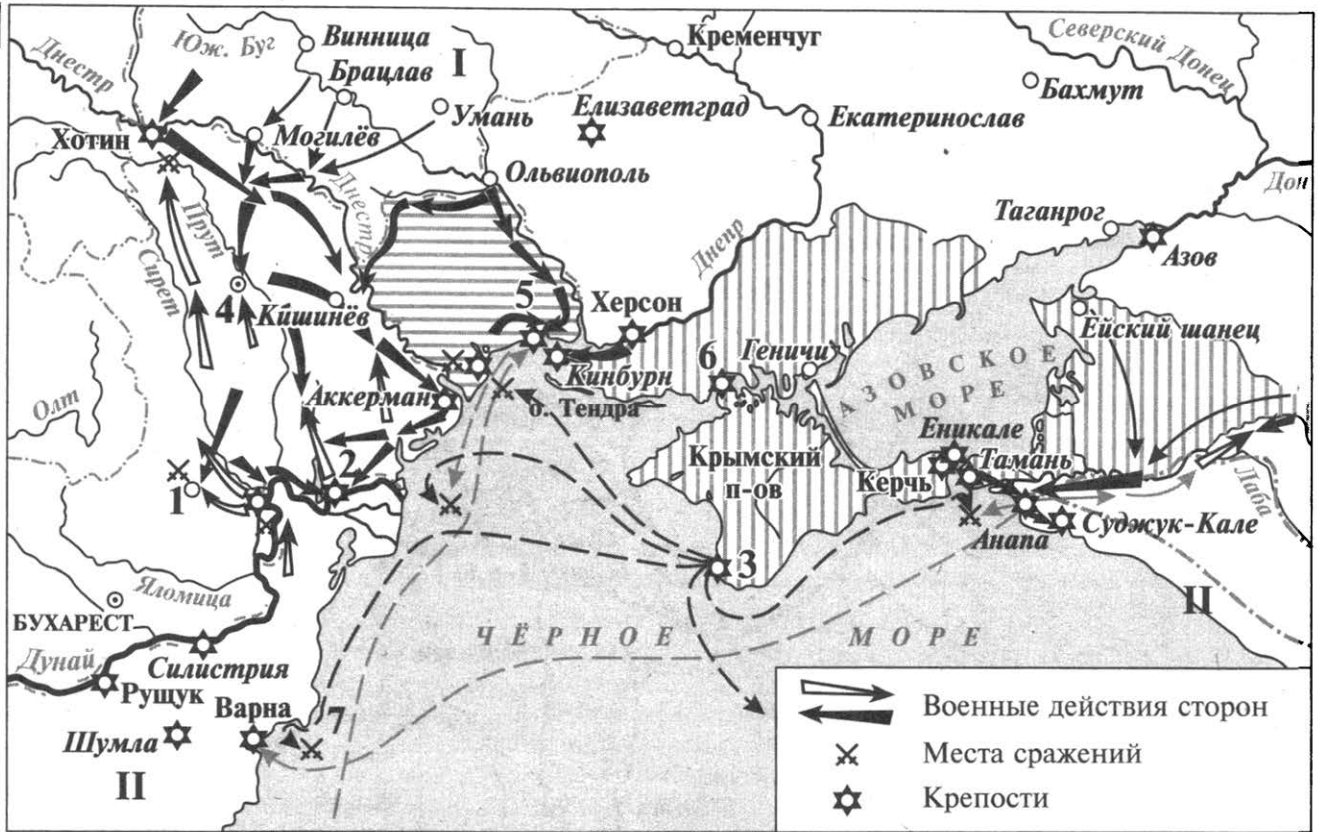 Днестр
Юж. Буг
Винница
I
Брацлав
Кременчуг
Северский Донец
Бахмут
Хотин
Могилёв
Умань
Елизаветград
Екатеринослав
Ольвиополь
Днестр
Днепр
Дон
Таганрог
Азов
Прут
Сирет
4
Кишинёв
5
Херсон
Кинбурн
6
Геничи
Ейский шанец
АЗОВСКОЕ
МОРЕ
Олт
Аккерман
о. Тендра
Еникале
Тамань
Крымский
п-ов
Керчь
Лаба
1
2
3
Анапа
Суджук-Кале
II
Яломица
БУХАРЕСТ
ЧЁРНОЕ МОРЕ
Дунай
Силистрия
Рущук
Варна
7
Шумла
II
Военные действия сторон
Места сражений
Крепости